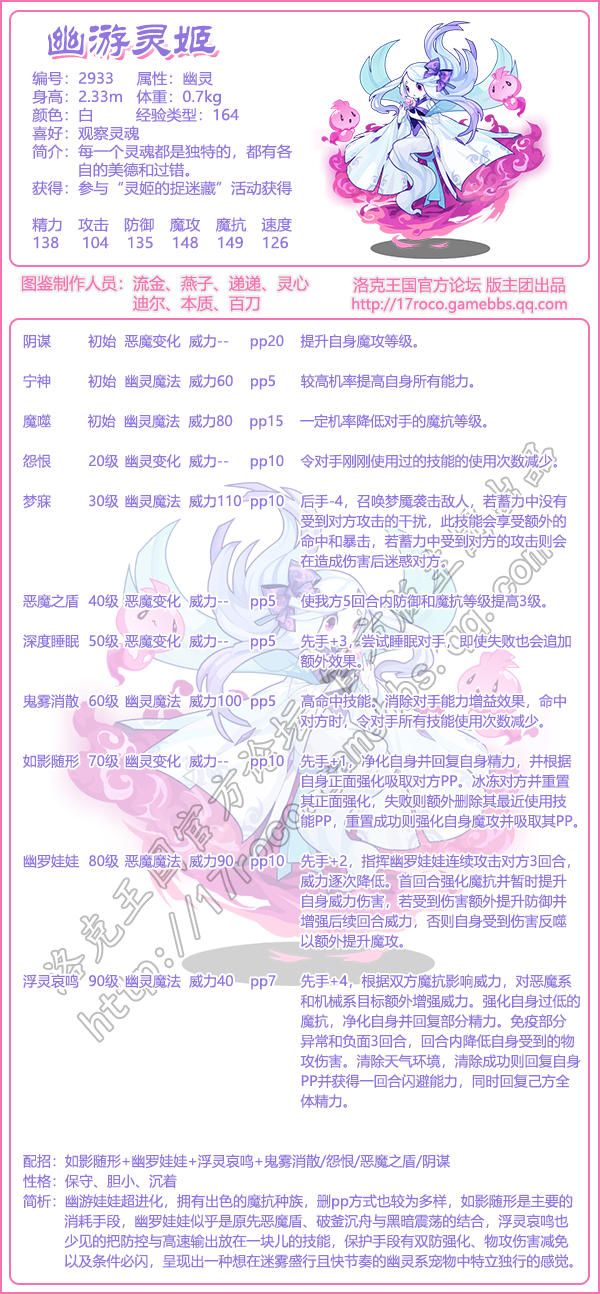 幽游灵姬
编号：2933 属性：幽灵
身高：2.33m 体重：0.7kg
颜色：白 经验类型：164
喜好：观察灵魂
简介：每一个灵魂都是独特的，都有各
自的美德和过错。
获得：参与“灵姬的捉迷藏”活动获得
精力 攻击 防御 魔攻 魔抗 速度
138 104 135 148 149 126
图鉴制作人员：流金、燕子、递递、灵心
迪尔、本质、百刀
洛克王国官方论坛 版主团出品
http://17roco.gamebbs.qq.com
阴谋 初始 恶魔变化 威力-- pp20 提升自身魔攻等级。
宁神 初始 幽灵魔法 威力60 pp5 较高机率提高自身所有能力。
魔噬 初始 幽灵魔法 威力80 pp15 一定机率降低对手的魔抗等级。
怨恨 20级 幽灵变化 威力-- pp10 令对手刚刚使用过的技能的使用次数减少。
梦寐 30级 幽灵魔法 威力110 pp10 后手-4，召唤梦魇袭击敌人，若蓄力中没有
受到对方攻击的干扰，此技能会享受额外的
命中和暴击，若蓄力中受到对方的攻击则会
在造成伤害后迷惑对方。
恶魔之盾 40级 恶魔变化 威力-- pp5 使我方5回合内防御和魔抗等级提高3级。
深度睡眠 50级 恶魔变化 威力-- pp5 先手+3，尝试睡眠对手，即使失败也会追加
额外效果。
鬼雾消散 60级 幽灵魔法 威力100 pp5 高命中技能。消除对手能力增益效果，命中
对方时，令对手所有技能使用次数减少。
如影随形 70级 幽灵变化 威力-- pp10 先手+1，净化自身并回复自身精力，并根据
自身正面强化吸取对方PP。冰冻对方并重置
其正面强化，失败则额外删除其最近使用技
能PP，重置成功则强化自身魔攻并吸取其PP。
幽罗娃娃 80级 恶魔魔法 威力90 pp10 先手+2，指挥幽罗娃娃连续攻击对方3回合，
威力逐次降低。首回合强化魔抗并暂时提升
自身威力伤害，若受到伤害额外提升防御并
增强后续回合威力，否则自身受到伤害反噬
以额外提升魔攻。
浮灵哀鸣 90级 幽灵魔法 威力40 pp7 先手+4，根据双方魔抗影响威力，对恶魔系
和机械系目标额外增强威力。强化自身过低的
魔抗，净化自身并回复部分精力。免疫部分
异常和负面3回合，回合内降低自身受到的物
攻伤害。清除天气环境，清除成功则回复自身
PP并获得一回合闪避能力，同时回复己方全
体精力。
配招：如影随形+幽罗娃娃+浮灵哀鸣+鬼雾消散/怨恨/恶魔之盾/阴谋
性格：保守、胆小、沉着
简析：幽游娃娃超进化，拥有出色的魔抗种族，删pp方式也较为多样，如影随形是主要的
消耗手段，幽罗娃娃似乎是原先恶魔盾、破釜沉舟与黑暗震荡的结合，浮灵哀鸣也
少见的把防控与高速输出放在一块儿的技能，保护手段有双防强化、物攻伤害减免
以及条件必闪，呈现出一种想在迷雾盛行且快节奏的幽灵系宠物中特立独行的感觉。
洛克王国官方论坛 版主团出品
http://17roco.gamebbs.qq.com